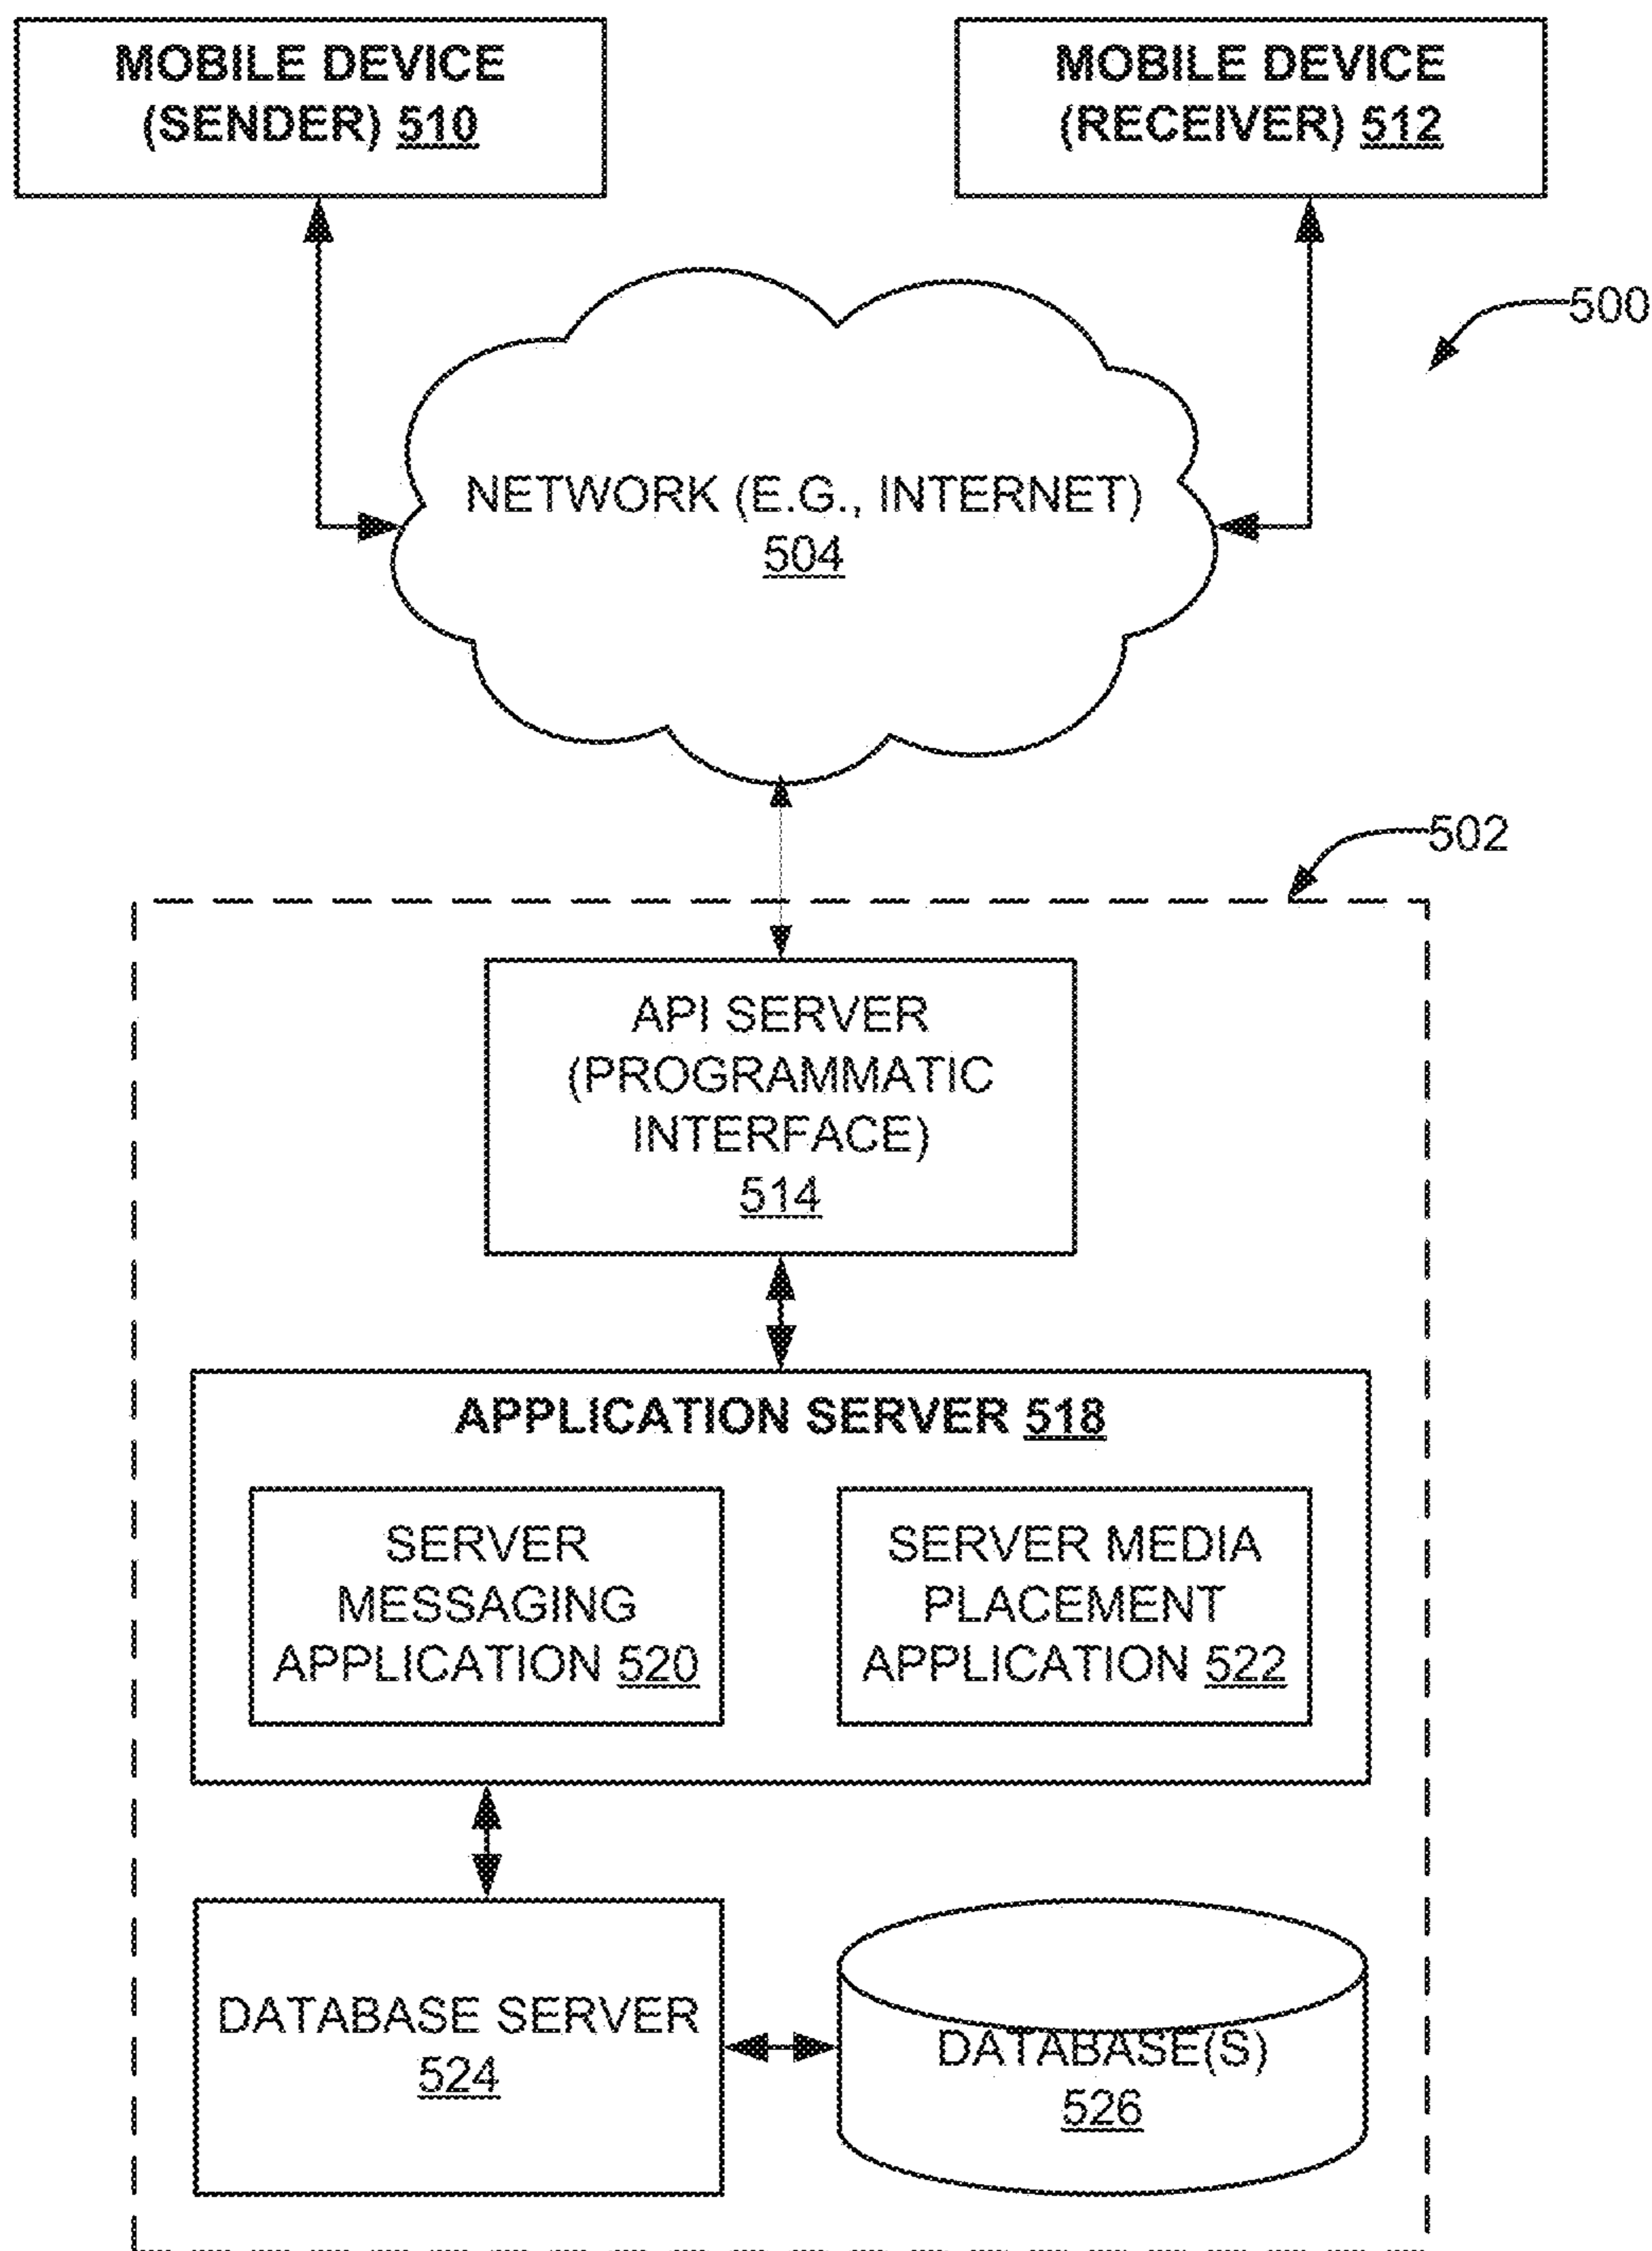 MOBILE DEVICE
(SENDER) 510
MOBILE DEVICE
(RECEIVER) 512
500
NETWORK (E.G., INTERNET)
504
502
API SERVER
(PROGRAMMATIC
INTERFACE)
514
APPLICATION SERVER 518
SERVER
MESSAGING
APPLICATION 520
SERVER MEDIA
PLACEMENT
APPLICATION 522
DATABASE SERVER
524
DATABASE(S)
526